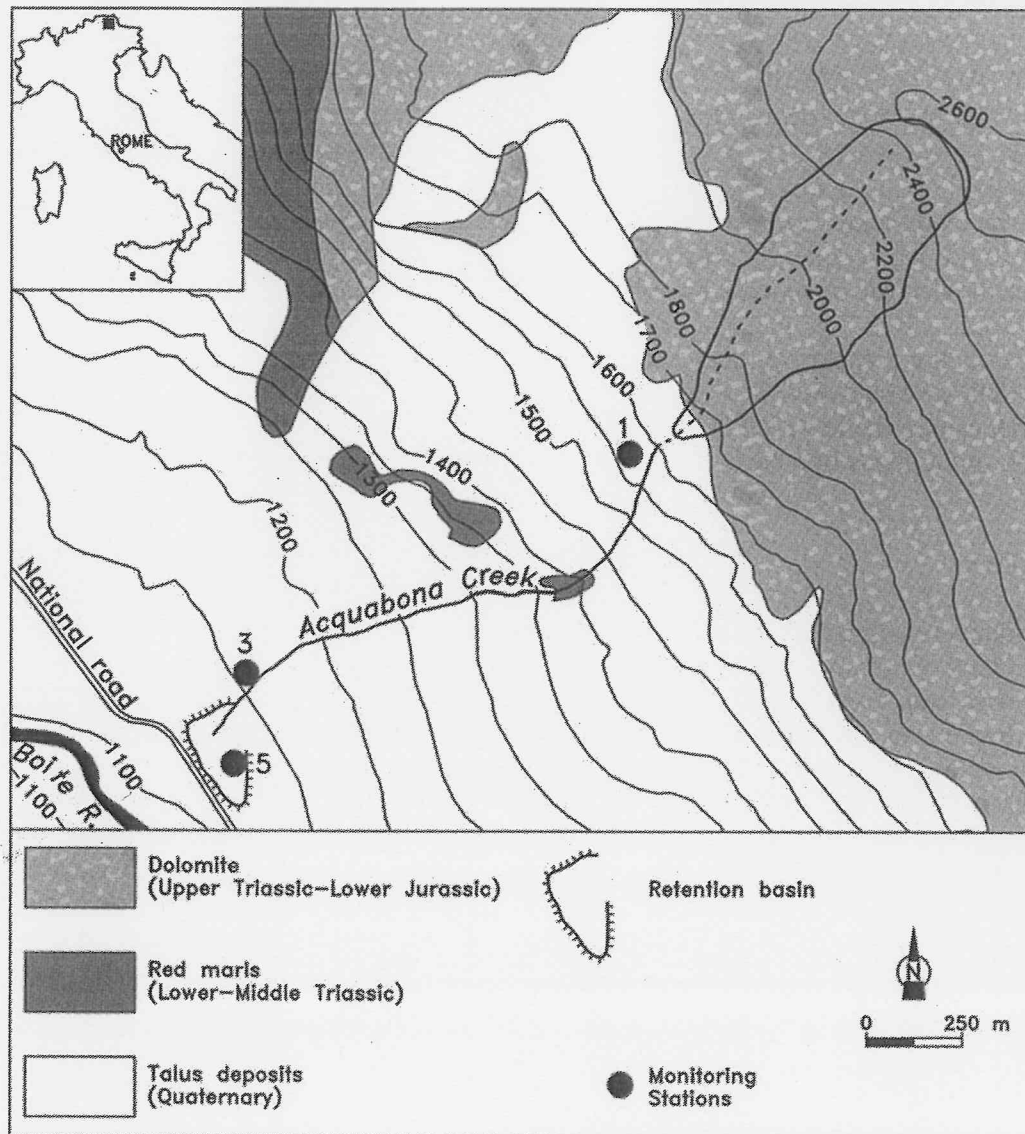 ROME
2600
2400
2200
2000
1800
1700
1600
1500
1400
1300
1200
1
3
5
Acquabona Creek
National road
Boite R.
1100
1100
Dolomite
(Upper Triassic-Lower Jurassic)
Retention basin
Red marls
(Lower-Middle Triassic)
N
0 250 m
Talus deposits
(Quaternary)
Monitoring
Stations